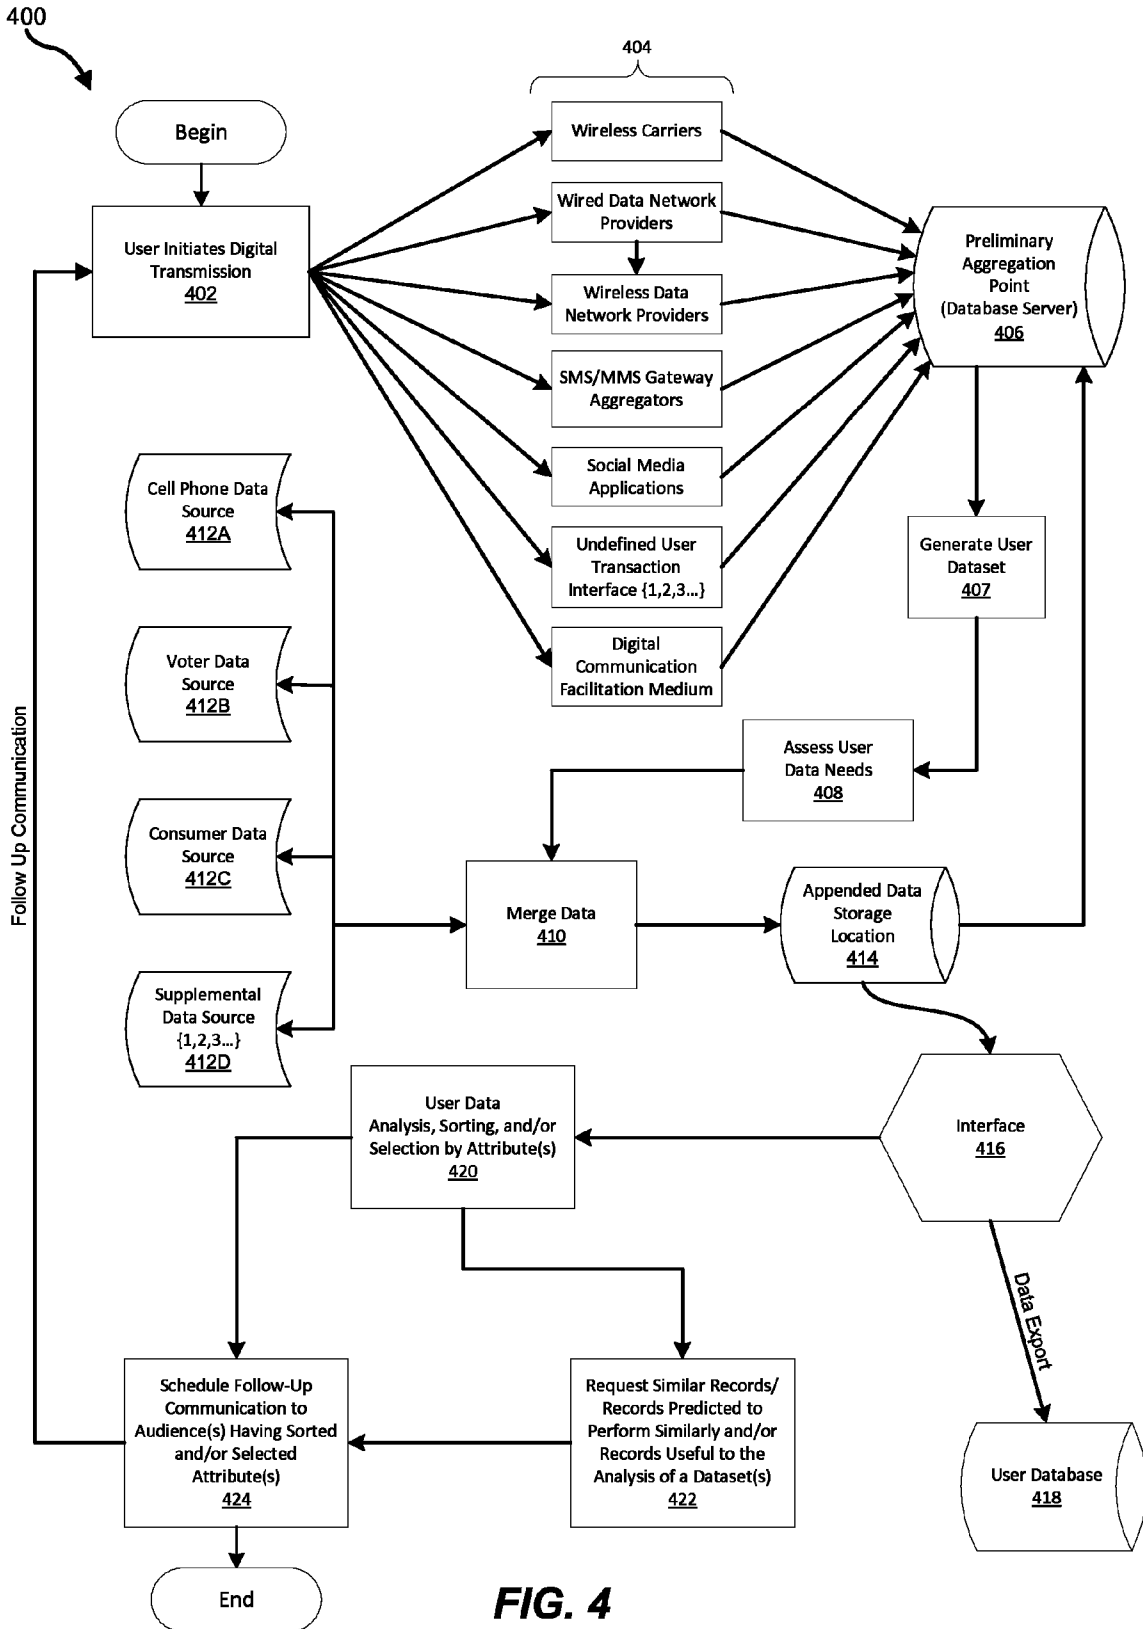 400
Begin
User Initiates Digital
Transmission
402
404
Wireless Carriers
Wired Data Network
Providers
Wireless Data
Network Providers
SMS/MMS Gateway
Aggregators
Social Media
Applications
Undefined User
Transaction
Interface {1,2,3...}
Digital
Communication
Facilitation Medium
Preliminary
Aggregation
Point
(Database Server)
406
Generate User
Dataset
407
Assess User
Data Needs
408
Cell Phone Data
Source
412A
Voter Data
Source
412B
Consumer Data
Source
412C
Supplemental
Data Source
{1,2,3...}
412D
Merge Data
410
Appended Data
Storage
Location
414
Interface
416
Data Export
User Database
418
User Data
Analysis, Sorting, and/or
Selection by Attribute(s)
420
Request Similar Records/
Records Predicted to
Perform Similarly and/or
Records Useful to the
Analysis of a Dataset(s)
422
Schedule Follow-Up
Communication to
Audience(s) Having Sorted
and/or Selected
Attribute(s)
424
Follow Up Communication
End
FIG. 4